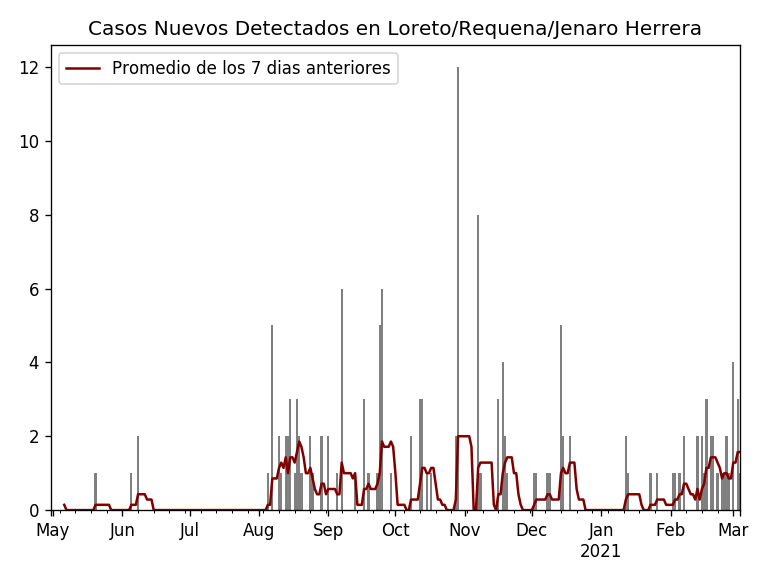 Casos Nuevos Detectados en Loreto/Requena/Jenaro Herrera
Promedio de los 7 dias anteriores
12
10
8
6
4
2
0
May Jun Jul Aug Sep Oct Nov Dec Jan Feb Mar
2021